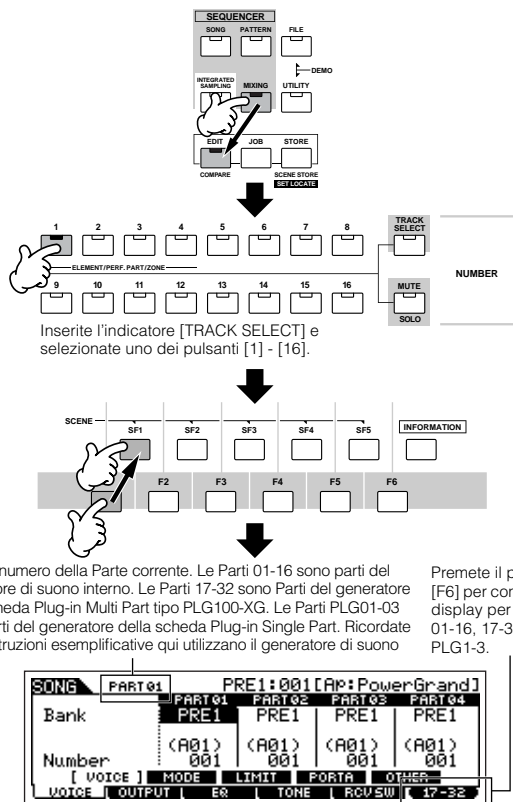 SEQUENCER
SONG PATTERN FILE
DEMO
INTEGRATED SAMPLING MIXING UTILITY
EDIT JOB STORE
COMPARE SCENE STORE
SET LOCATE
1 2 3 4 5 6 7 8 TRACK SELECT
ELEMENT/PERF. PART/ZONE
NUMBER
9 10 11 12 13 14 15 16 MUTE
SOLO
Inserite l'indicatore [TRACK SELECT] e
selezionate uno dei pulsanti [1] - [16].
SCENE SF1 SF2 SF3 SF4 SF5 INFORMATION
F2 F3 F4 F5 F6
numero della Parte corrente. Le Parti 01-16 sono parti del
ore di suono interno. Le Parti 17-32 sono Parti del generatore
heda Plug-in Multi Part tipo PLG100-XG. Le Parti PLG01-03
rti del generatore della scheda Plug-in Single Part. Ricordate
truzioni esemplificative qui utilizzano il generatore di suono
Premete il p
[F6] per con
display per
01-16, 17-3
PLG1-3.
SONG PART01 PRE1:001[AP:PowerGrand]
PART01 PART02 PART03 PART04
Bank PRE1 PRE1 PRE1 PRE1
(A01) (A01) (A01) (A01)
Number 001 001 001 001
[ VOICE ] MODE LIMIT PORTA OTHER
VOICE OUTPUT EQ TONE RCV SW 17-32